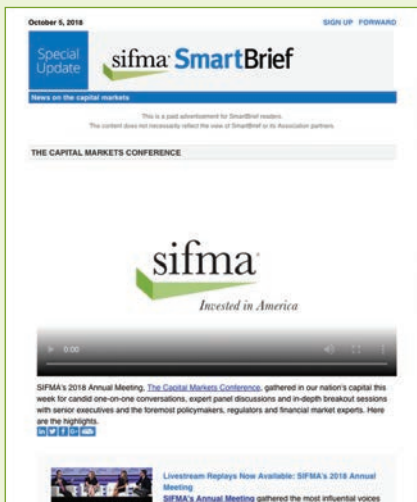 October 5, 2018
SIGN UP FORWARD
Special
Update
sifma SmartBrief
News on the capital markets
This is a paid advertisement for SmartBrief readers.
The content does not necessarily reflect the view of SmartBrief or its Association partners.
THE CAPITAL MARKETS CONFERENCE
sifma
Invested in America
0:00
SIFMA's 2018 Annual Meeting, The Capital Markets Conference, gathered in our nation's capital this
week for candid one-on-one conversations, expert panel discussions and in-depth breakout sessions
with senior executives and the foremost policymakers, regulators and financial market experts. Here
are the highlights.
Livestream Replays Now Available: SIFMA's 2018 Annual
Meeting
SIFMA's Annual Meeting gathered the most influential voices